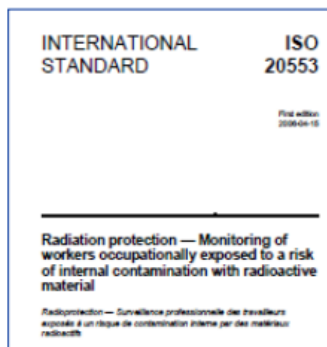 INTERNATIONAL
STANDARD
ISO
20553
First edition
2006-04-15
Radiation protection — Monitoring of
workers occupationally exposed to a risk
of internal contamination with radioactive
material
Radioprotection — Surveillance professionnelle des travailleurs
exposés à un risque de contamination interne par des matériaux
radioactifs